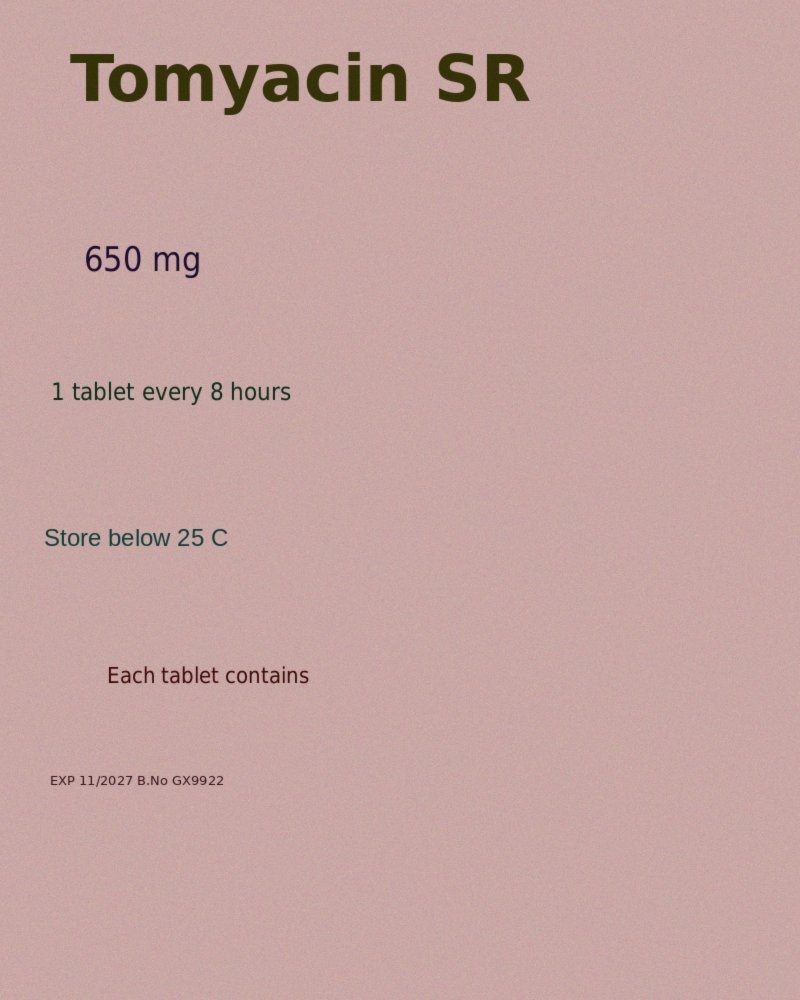 Tomyacin SR
650 mg
1 tablet every 8 hours
Store below 25 C
Each tablet contains
EXP 11/2027 B.No GX9922